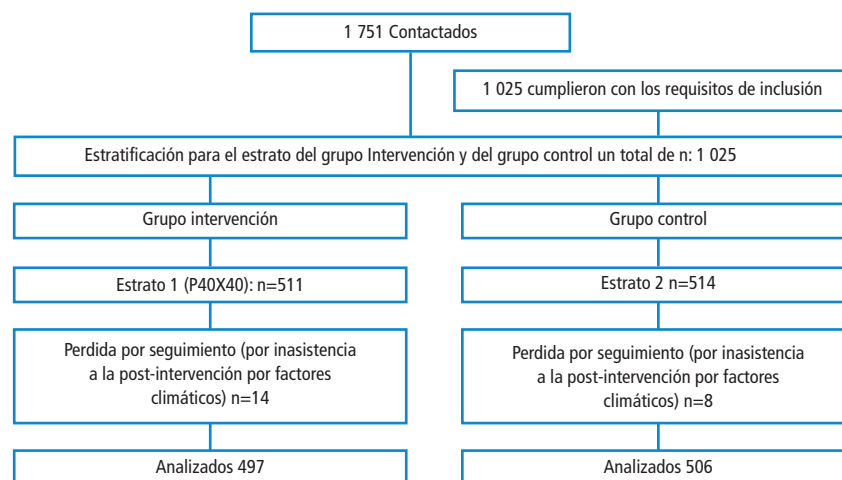 1 751 Contactados
1 025 cumplieron con los requisitos de inclusión
Estratificación para el estrato del grupo Intervención y del grupo control un total de n: 1 025
Grupo intervención
Grupo control
Estrato 1 (P40X40): n=511
Estrato 2 n=514
Perdida por seguimiento (por inasistencia
a la post-intervención por factores
climáticos) n=14
Perdida por seguimiento (por inasistencia
a la post-intervención por factores climáticos)
n=8
Analizados 497
Analizados 506